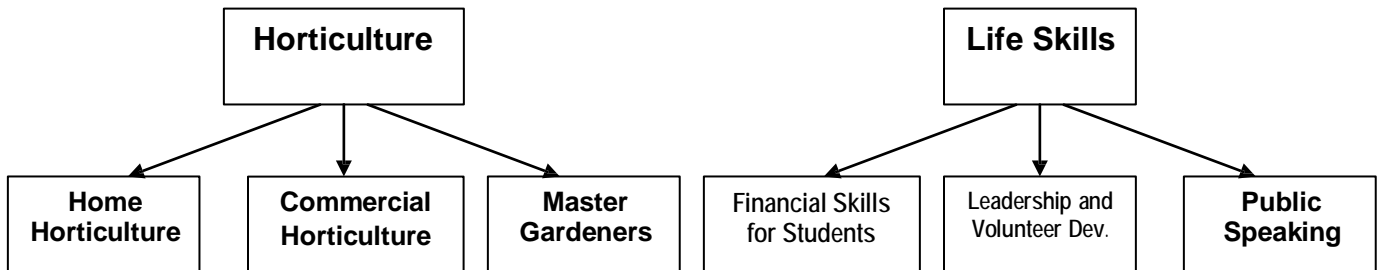 Horticulture
Life Skills
Home
Horticulture
Commercial
Horticulture
Master
Gardeners
Financial Skills
for Students
Leadership and
Volunteer Dev.
Public
Speaking